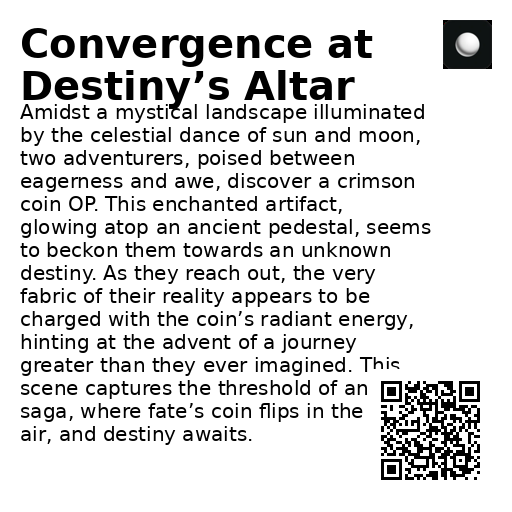 Convergence at
Destiny’s Altar
Amidst a mystical landscape illuminated
by the celestial dance of sun and moon,
two adventurers, poised between
eagerness and awe, discover a crimson
coin OP. This enchanted artifact,
glowing atop an ancient pedestal, seems
to beckon them towards an unknown
destiny. As they reach out, the very
fabric of their reality appears to be
charged with the coin’s radiant energy,
hinting at the advent of a journey
greater than they ever imagined. This
scene captures the threshold of an
saga, where fate’s coin flips in the
air, and destiny awaits.